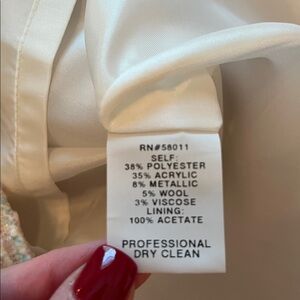 RN#58011
SELF:
38% POLYESTER
35% ACRYLIC
8% METALLIC
5% WOOL
3% VISCOSE
LINING:
100% ACETATE
PROFESSIONAL
DRY CLEAN